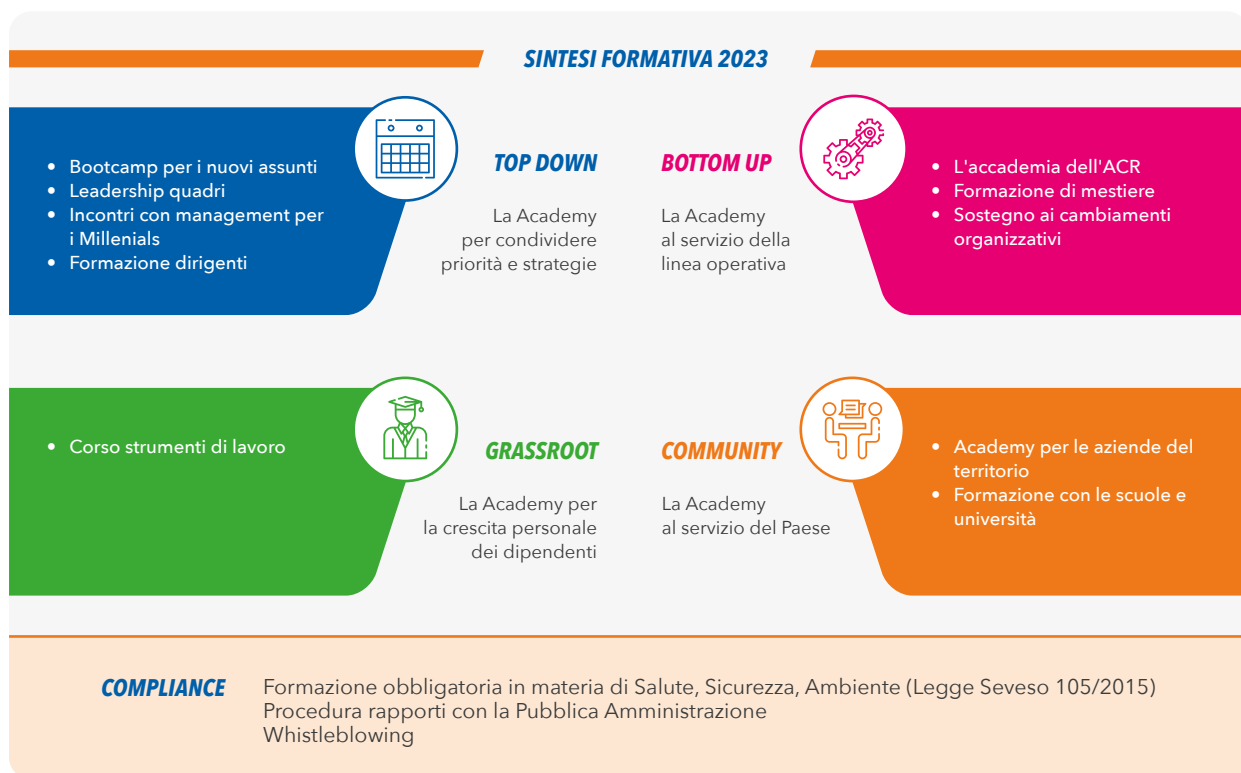 SINTESI FORMATIVA 2023
• Bootcamp per i nuovi assunti
• Leadership quadri
• Incontri con management per
i Millenials
• Formazione dirigenti
TOP DOWN
La Academy
per condividere
priorità e strategie
BOTTOM UP
La Academy
al servizio della
linea operativa
• L'accademia dell'ACR
• Formazione di mestiere
• Sostegno ai cambiamenti
organizzativi
• Corso strumenti di lavoro
GRASSROOT
La Academy per
la crescita personale
dei dipendenti
COMMUNITY
La Academy
al servizio del Paese
• Academy per le aziende del
territorio
• Formazione con le scuole e
università
COMPLIANCE
Formazione obbligatoria in materia di Salute, Sicurezza, Ambiente (Legge Seveso 105/2015)
Procedura rapporti con la Pubblica Amministrazione
Whistleblowing